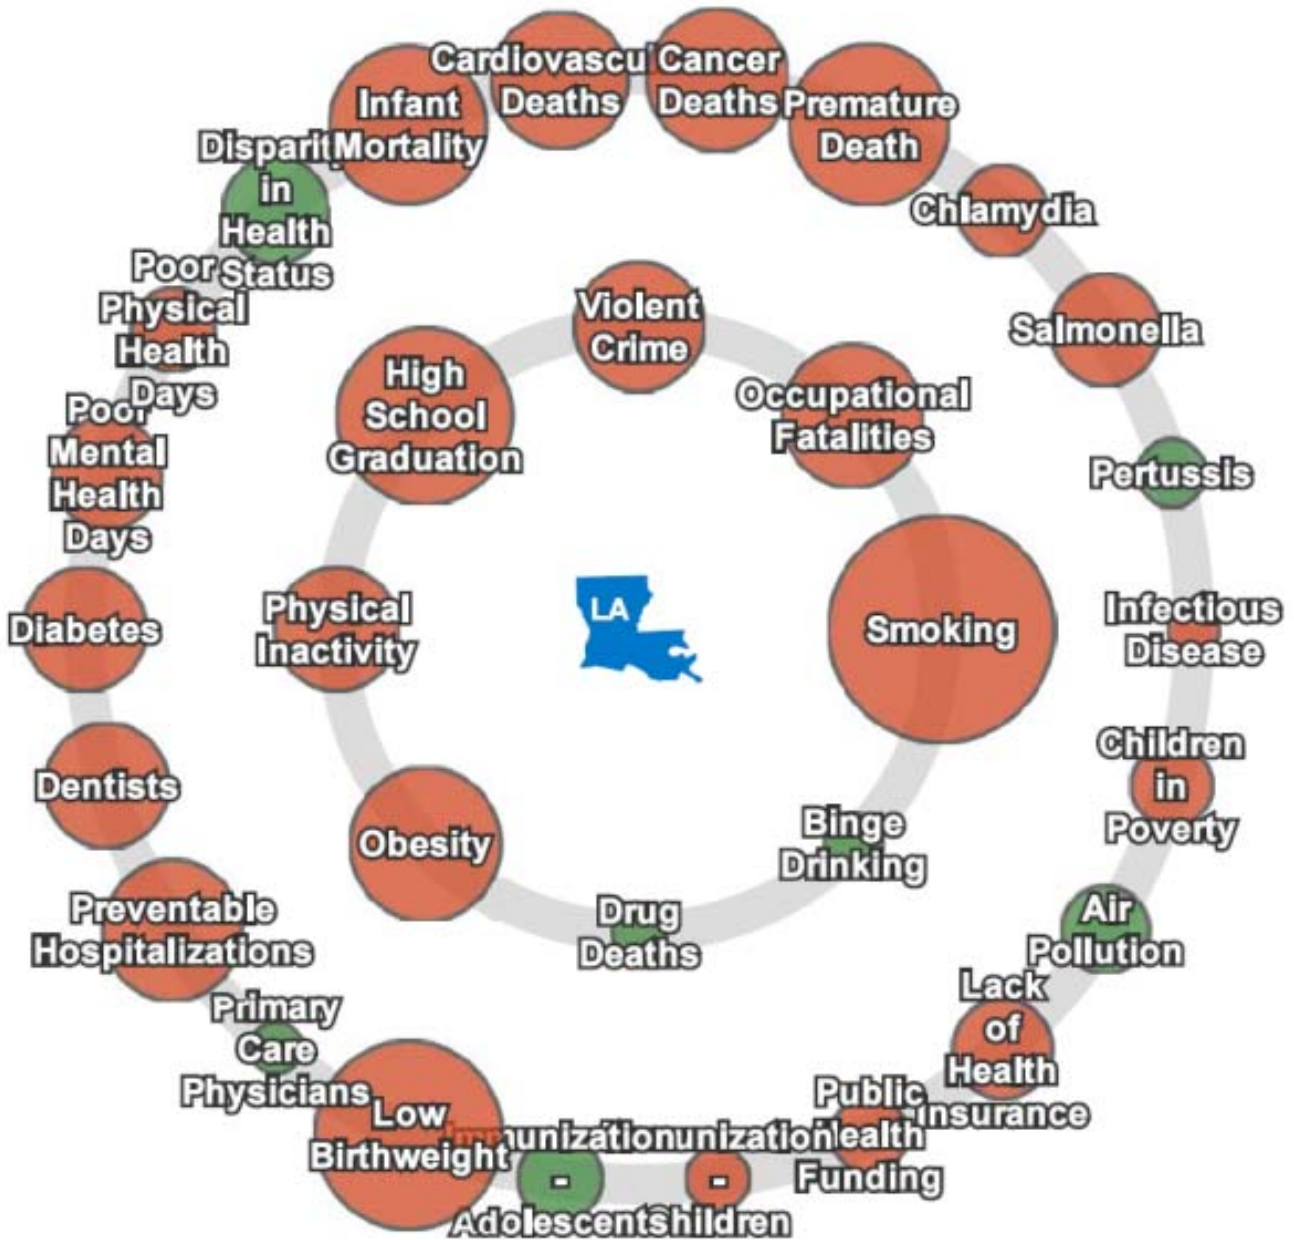 Cardiovascu
Deaths
Cancer
Deaths
Premature
Death
Infant
Mortality
Disparit
in
Health
Status
Chlamydia
Salmonella
Poor
Physical
Health
Days
Violent
Crime
High
School
Graduation
Occupational
Fatalities
Poor
Mental
Health
Days
Pertussis
LA
Smoking
Physical
Inactivity
Diabetes
Infectious
Disease
Children
in
Poverty
Dentists
Obesity
Binge
Drinking
Drug
Deaths
Air
Pollution
Preventable
Hospitalizations
Lack
of
Health
Insurance
Primary
Care
Physicians
Low
Birthweight
Public
Health
Funding
-
Adolescents
-
Children